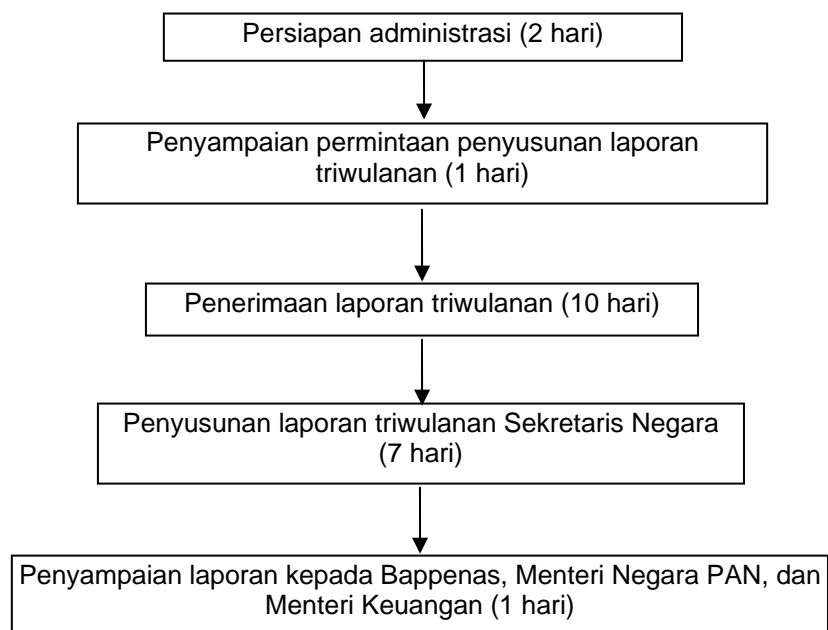 Persiapan administrasi (2 hari)
Penyampaian permintaan penyusunan laporan
triwulanan (1 hari)
Penerimaan laporan triwulanan (10 hari)
Penyusunan laporan triwulanan Sekretaris Negara
(7 hari)
Penyampaian laporan kepada Bappenas, Menteri Negara PAN, dan
Menteri Keuangan (1 hari)